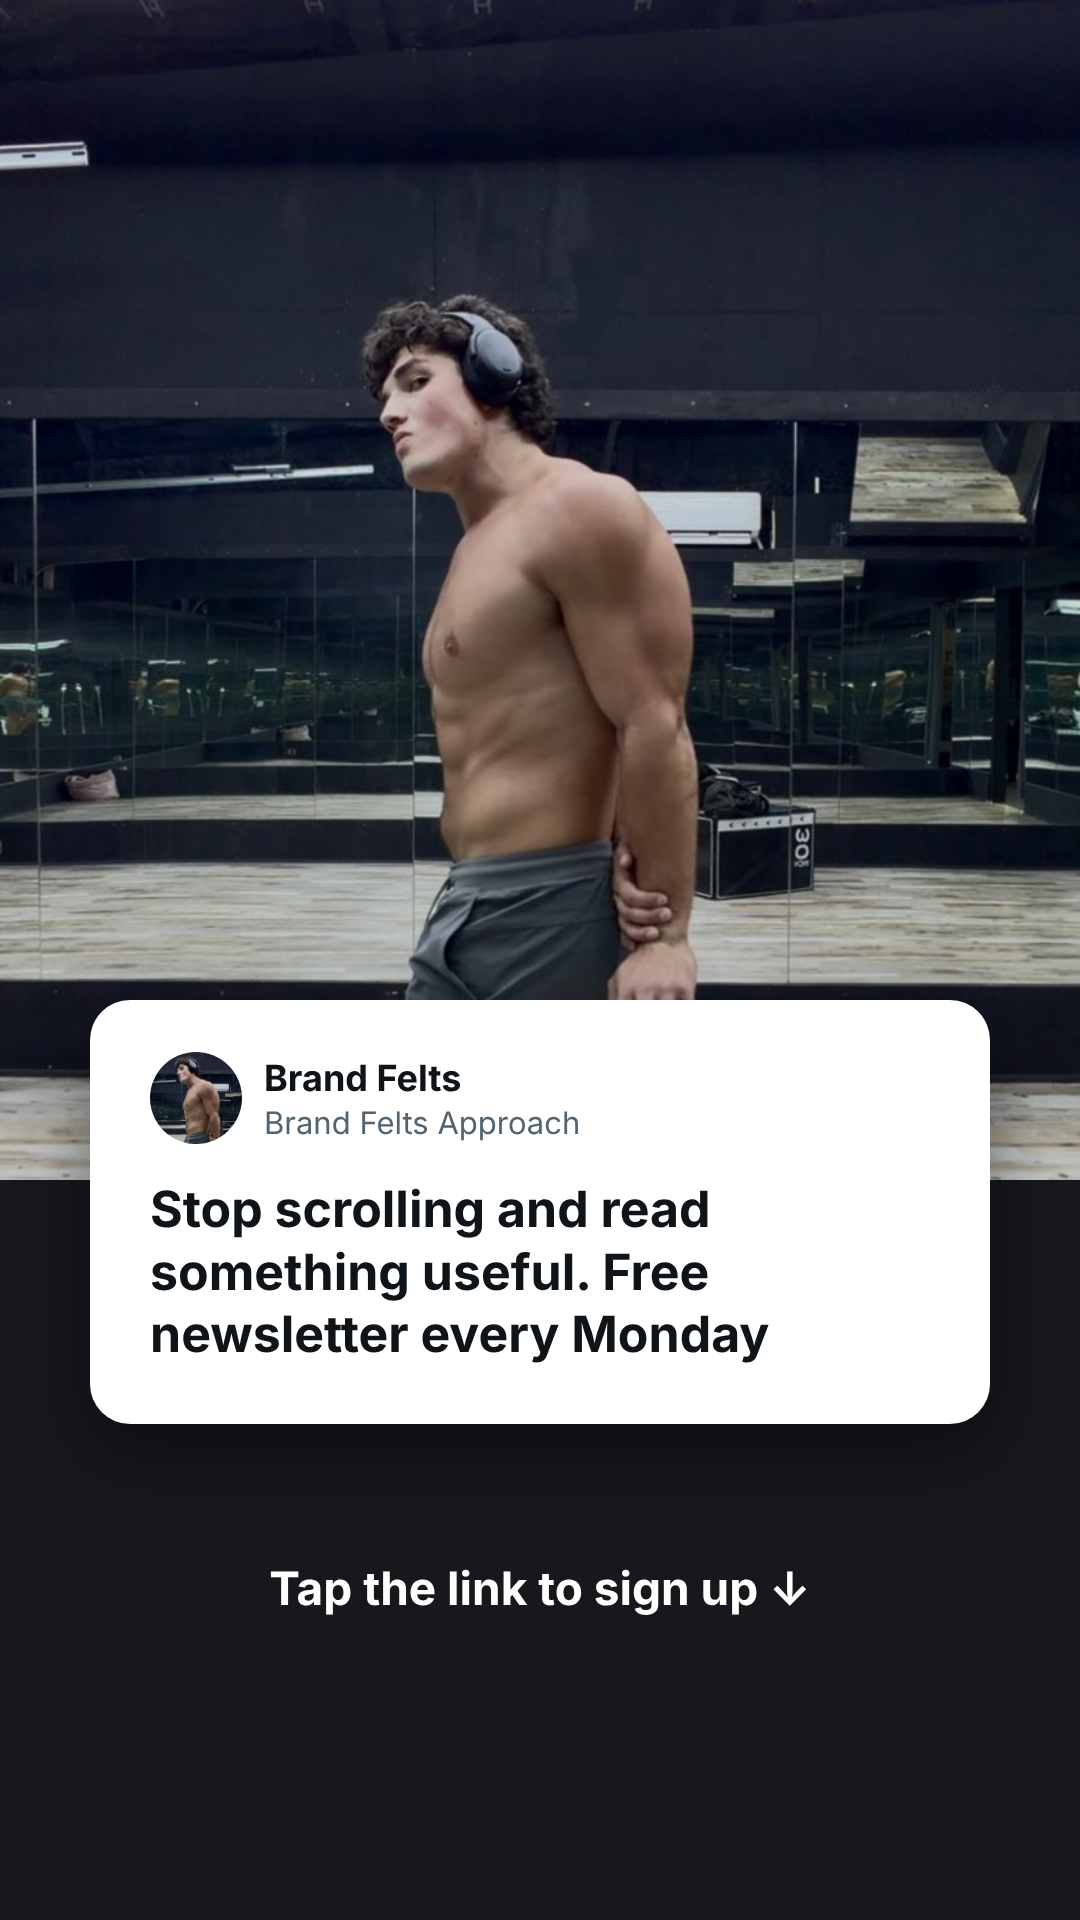 30
Brand Felts
Brand Felts Approach
Stop scrolling and read
something useful. Free
newsletter every Monday
Tap the link to sign up ↓